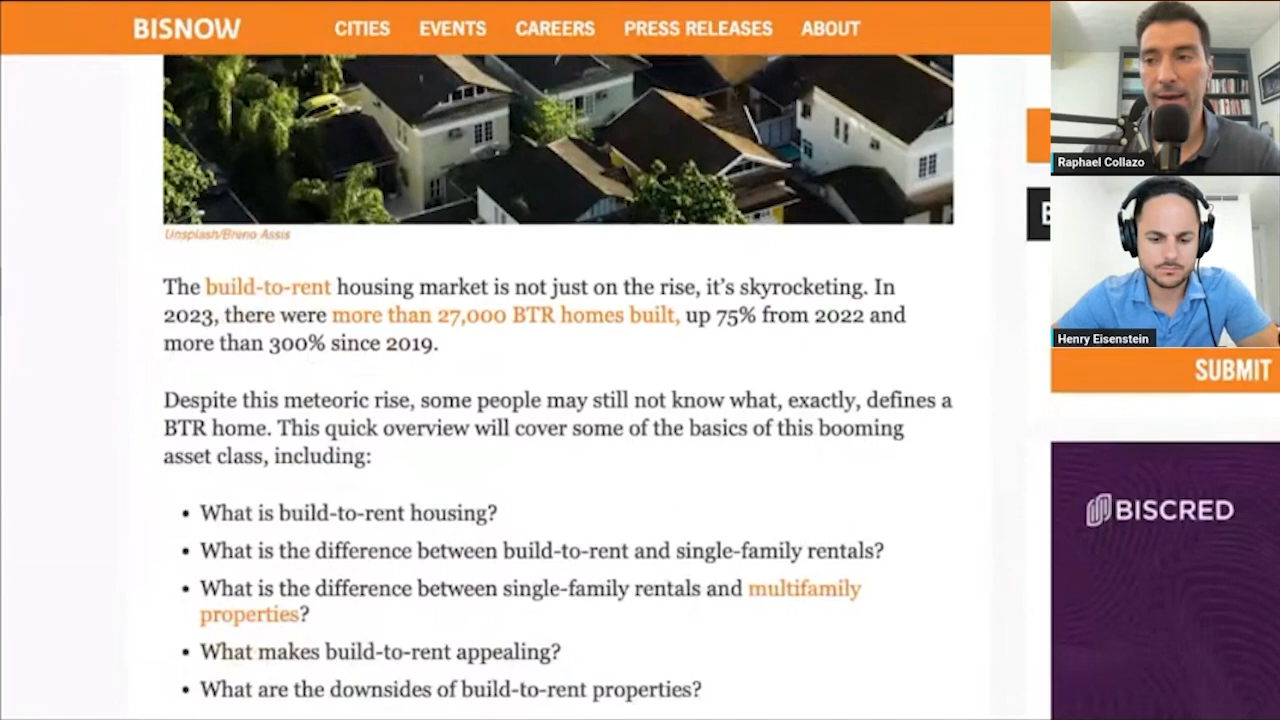 BISNOW
CITIES
EVENTS
CAREERS
PRESS RELEASES
ABOUT
Raphael Collazo
Henry Eisenstein
Unsplash/Breno Assis
The build-to-rent housing market is not just on the rise, it's skyrocketing. In
2023, there were more than 27,000 BTR homes built, up 75% from 2022 and
more than 300% since 2019.
SUBMIT
Despite this meteoric rise, some people may still not know what, exactly, defines a
BTR home. This quick overview will cover some of the basics of this booming
asset class, including:
• What is build-to-rent housing?
• What is the difference between build-to-rent and single-family rentals?
• What is the difference between single-family rentals and multifamily
properties?
• What makes build-to-rent appealing?
• What are the downsides of build-to-rent properties?
BISCRED